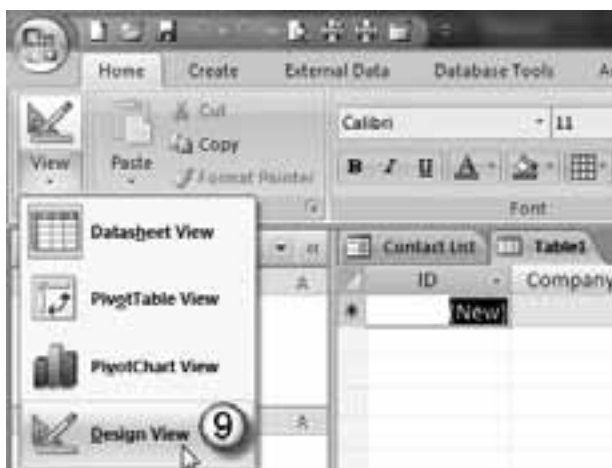 Home Create External Data Database Tools A
Cut
Copy
Format Painter
View Paste
Calibri 11
B I U A
Font
Datasheet View
PivotTable View
PivotChart View
Design View 9
Contact List Table1
ID Company
(New)